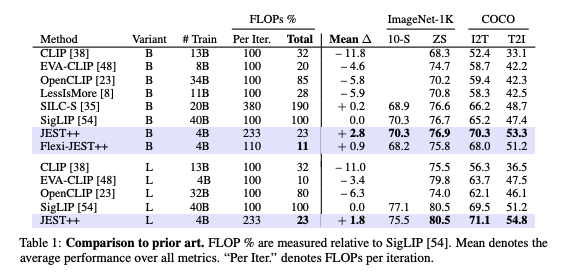 FLOPs % ImageNet-1K COCO
Method Variant # Train Per Iter. Total Mean Δ 10-S ZS I2T T2I
CLIP [38] B 13B 100 32 − 11.8 68.3 52.4 33.1
EVA-CLIP [48] B 8B 100 20 − 4.6 74.7 58.7 42.2
OpenCLIP [23] B 34B 100 85 − 5.8 70.2 59.4 42.3
LessIsMore [8] B 11B 100 28 − 5.9 70.8 58.3 42.5
SILC-S [35] B 20B 380 190 + 0.2 68.9 76.6 66.2 48.7
SigLIP [54] B 40B 100 100 0.0 70.3 76.7 65.2 47.4
JEST++ B 4B 233 23 + 2.8 70.3 76.9 70.3 53.3
Flexi-JEST++ B 4B 110 11 + 0.9 68.2 75.8 68.0 51.2
CLIP [38] L 13B 100 32 − 11.0 75.5 56.3 36.5
EVA-CLIP [48] L 4B 100 10 − 3.4 79.8 63.7 47.5
OpenCLIP [23] L 32B 100 80 − 6.3 74.0 62.1 46.1
SigLIP [54] L 40B 100 100 0.0 77.1 80.5 69.5 51.2
JEST++ L 4B 233 23 + 1.8 75.5 80.5 71.1 54.8
Table 1: Comparison to prior art. FLOP % are measured relative to SigLIP [54]. Mean denotes the
average performance over all metrics. “Per Iter.” denotes FLOPs per iteration.